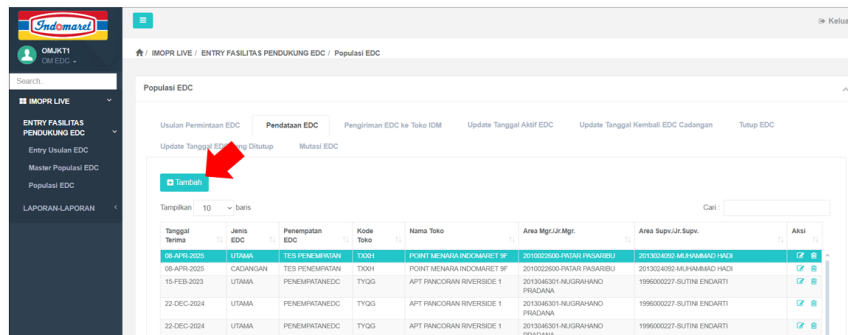 Indomaret
Kelua
OMJKT1
OM EDC
IMOPR LIVE / ENTRY FASILITAS PENDUKUNG EDC / Populasi EDC
Search..
Populasi EDC
IMOPR LIVE
ENTRY FASILITAS
PENDUKUNG EDC
Entry Usulan EDC
Master Populasi EDC
Populasi EDC
LAPORAN-LAPORAN
Usulan Permintaan EDC Pendataan EDC Pengiriman EDC ke Toko IDM Update Tanggal Aktif EDC Update Tanggal Kembali EDC Cadangan Tutup EDC
Update Tanggal ED ng Ditutup Mutasi EDC
Tambah
Tampilkan 10 baris Cari :
Tanggal Terima Jenis EDC Penempatan EDC Kode Toko Nama Toko Area Mgr./Jr.Mgr. Area Supv./Jr.Supv. Aksi
08-APR-2025 UTAMA TES PENEMPATAN TXXH POINT MENARA INDOMARET 9F 2010022600-PATAR PASARIBU 2013024092-MUHAMMAD HADI
08-APR-2025 CADANGAN TES PENEMPATAN TXXH POINT MENARA INDOMARET 9F 2010022600-PATAR PASARIBU 2013024092-MUHAMMAD HADI
15-FEB-2023 UTAMA PENEMPATANEDC TYQG APT PANCORAN RIVERSIDE 1 2013046301-NUGRAHANO PRADANA 1996000227-SUTINI ENDARTI
22-DEC-2024 UTAMA PENEMPATANEDC TYQG APT PANCORAN RIVERSIDE 1 2013046301-NUGRAHANO PRADANA 1996000227-SUTINI ENDARTI
22-DEC-2024 UTAMA PENEMPATANEDC TYQG APT PANCORAN RIVERSIDE 1 2013046301-NUGRAHANO PRADANA 1996000227-SUTINI ENDARTI